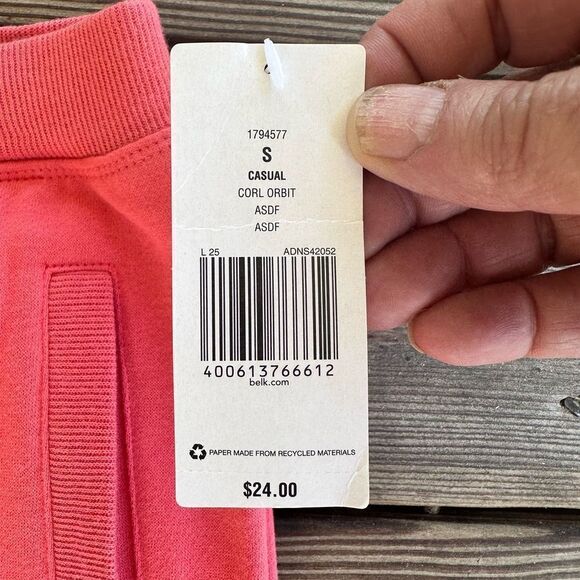 1794577
S
CASUAL
CORL ORBIT
ASDF
ASDF
L 25 ADNS42052
400613766612
belk.com
PAPER MADE FROM RECYCLED MATERIALS
$24.00